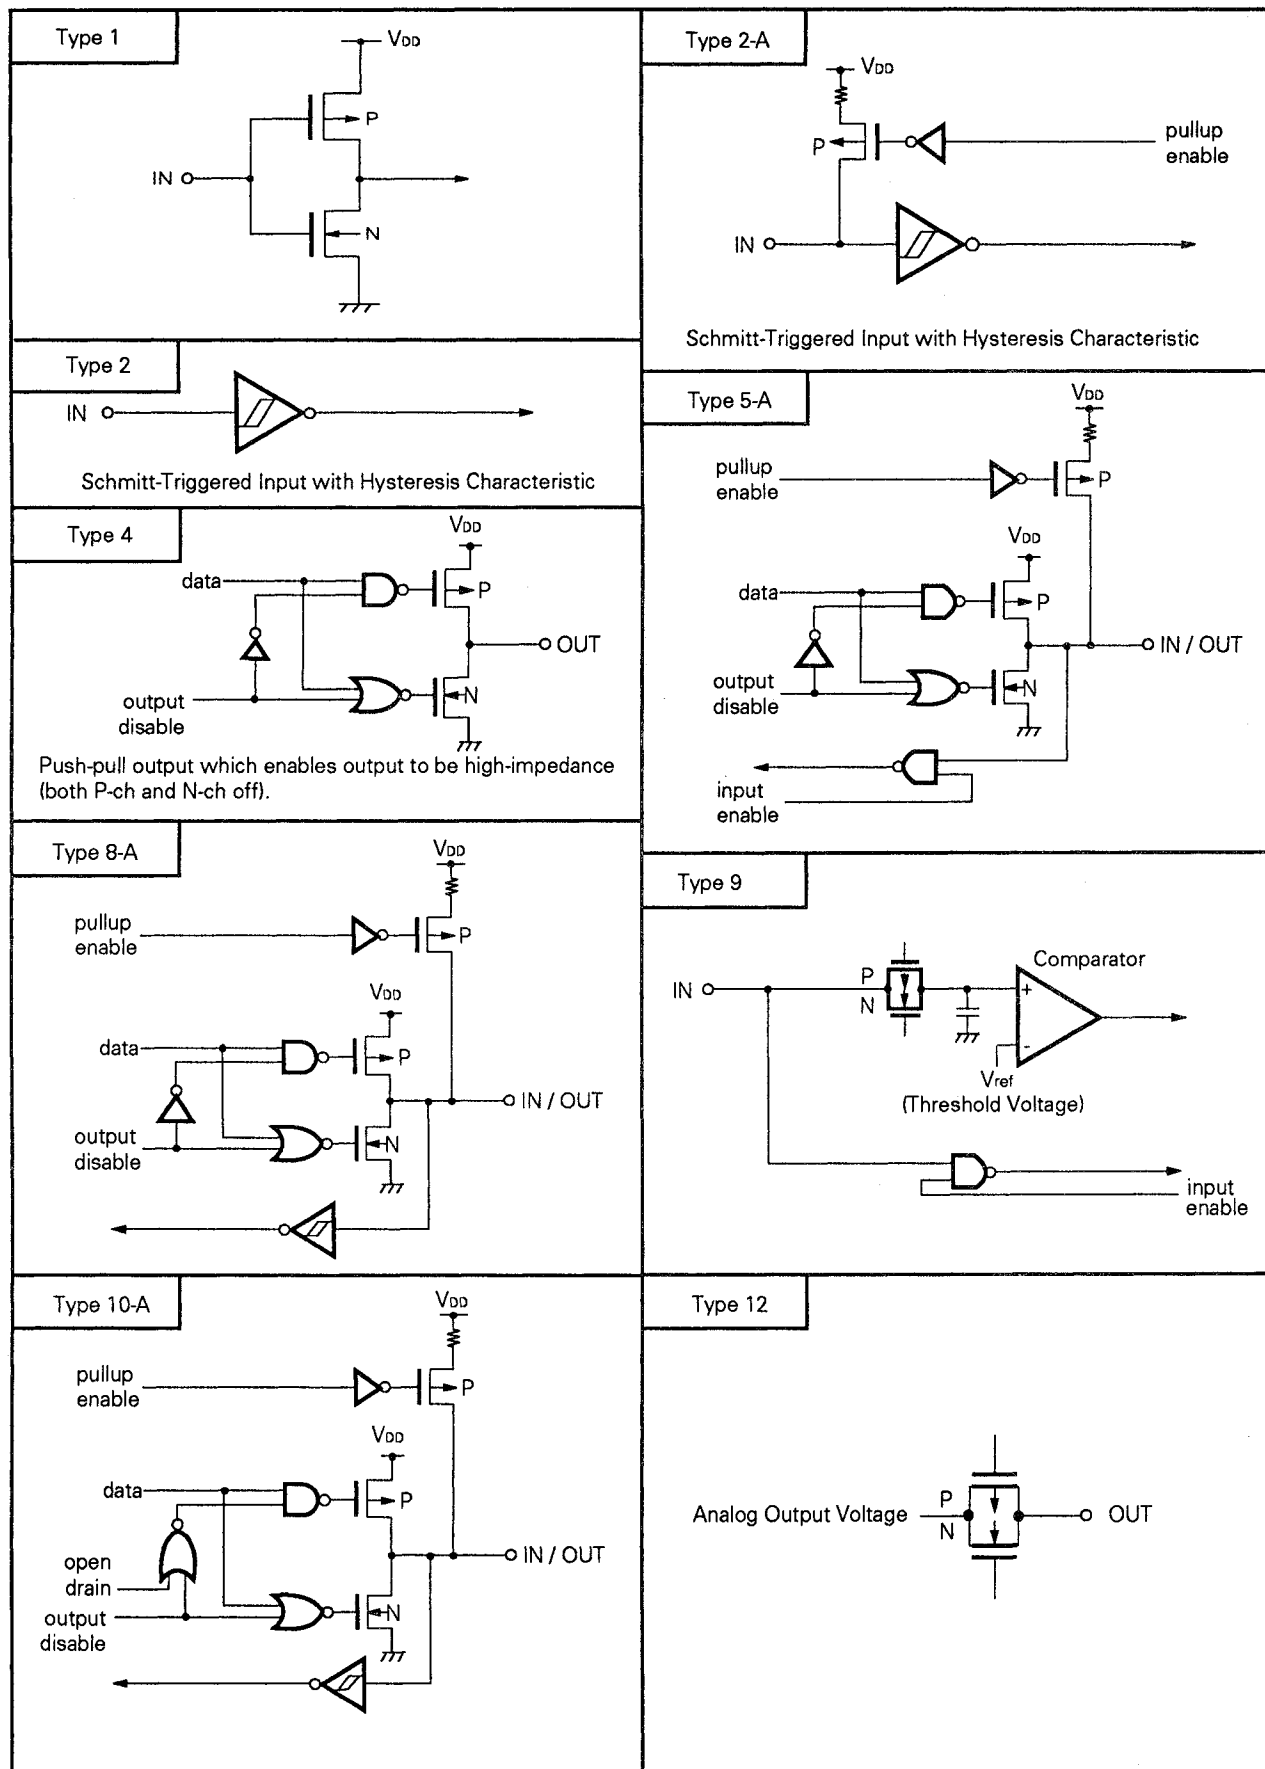 Type 1
VDD
P
IN
N
Type 2-A
VDD
P
pullup
enable
IN
Schmitt-Triggered Input with Hysteresis Characteristic
Type 2
IN
Schmitt-Triggered Input with Hysteresis Characteristic
Type 5-A
VDD
pullup
enable
P
VDD
data
P
IN / OUT
output
disable
N
input
enable
Type 4
VDD
data
P
OUT
output
disable
N
Push-pull output which enables output to be high-impedance
(both P-ch and N-ch off).
Type 8-A
VDD
pullup
enable
P
VDD
data
P
IN / OUT
output
disable
N
Type 9
Comparator
IN
P
N
+
-
Vref
(Threshold Voltage)
input
enable
Type 10-A
VDD
pullup
enable
P
VDD
data
P
open
drain
IN / OUT
output
disable
N
Type 12
Analog Output Voltage
P
N
OUT